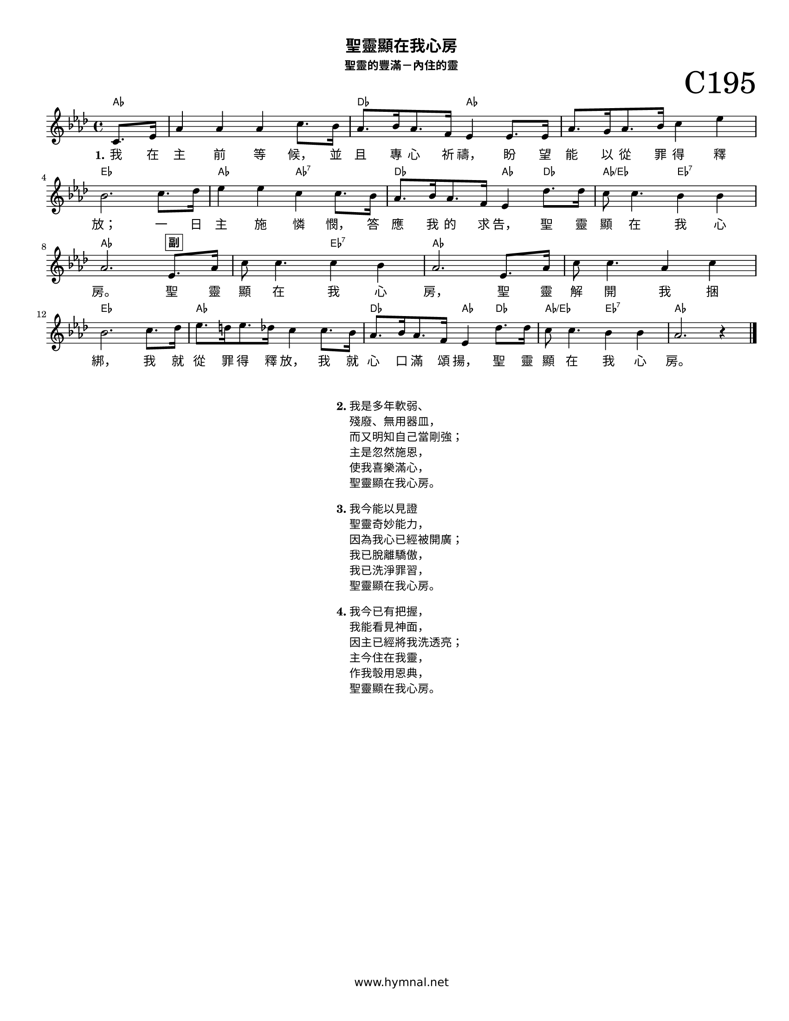 聖靈顯在我心房
聖靈的豐滿－內住的靈
C195
A♭ D♭ A♭
1. 我 在 主 前 等 候， 並 且 專 心 祈 禱， 盼 望 能 以 從 罪 得 釋
4 E♭ A♭ A♭7 D♭ A♭ D♭ A♭/E♭ E♭7
放； 一 日 主 施 憐 憫， 答 應 我 的 求 告， 聖 靈 顯 在 我 心
8 A♭ 副 E♭7 A♭
房。 聖 靈 顯 在 我 心 房， 聖 靈 解 開 我 捆
12 E♭ A♭ D♭ A♭ D♭ A♭/E♭ E♭7 A♭
綁， 我 就 從 罪 得 釋 放， 我 就 心 口 滿 頌 揚， 聖 靈 顯 在 我 心 房。
2. 我是多年軟弱、
殘廢、無用器皿，
而又明知自己當剛強；
主是忽然施恩，
使我喜樂滿心，
聖靈顯在我心房。
3. 我今能以見證
聖靈奇妙能力，
因為我心已經被開廣；
我已脫離驕傲，
我已洗淨罪習，
聖靈顯在我心房。
4. 我今已有把握，
我能看見神面，
因主已經將我洗透亮；
主今住在我靈，
作我彀用恩典，
聖靈顯在我心房。
www.hymnal.net